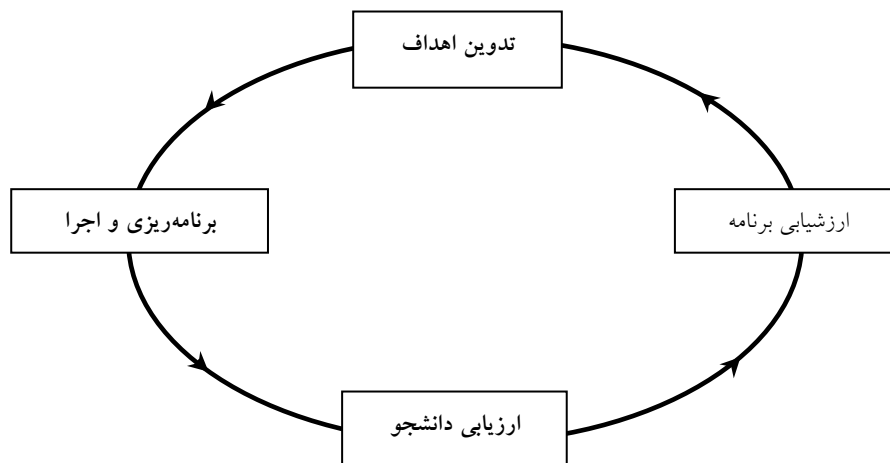 تدوین اهداف
برنامه‌ریزی و اجرا
ارزشیابی برنامه
ارزیابی دانشجو